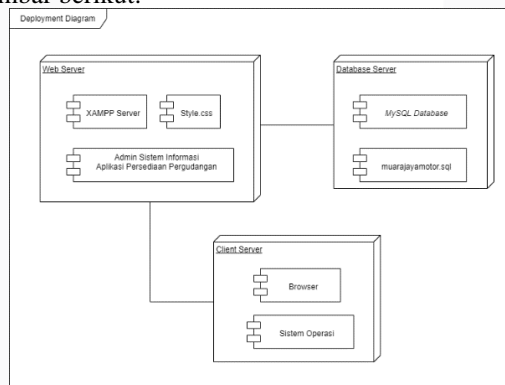 berikut:
Deployment Diagram
Web Server
XAMPP Server
Style.css
Admin Sistem Informasi
Aplikasi Persediaan Pergudangan
Database Server
MySQL Database
muarajayamotor.sql
Client Server
Browser
Sistem Operasi